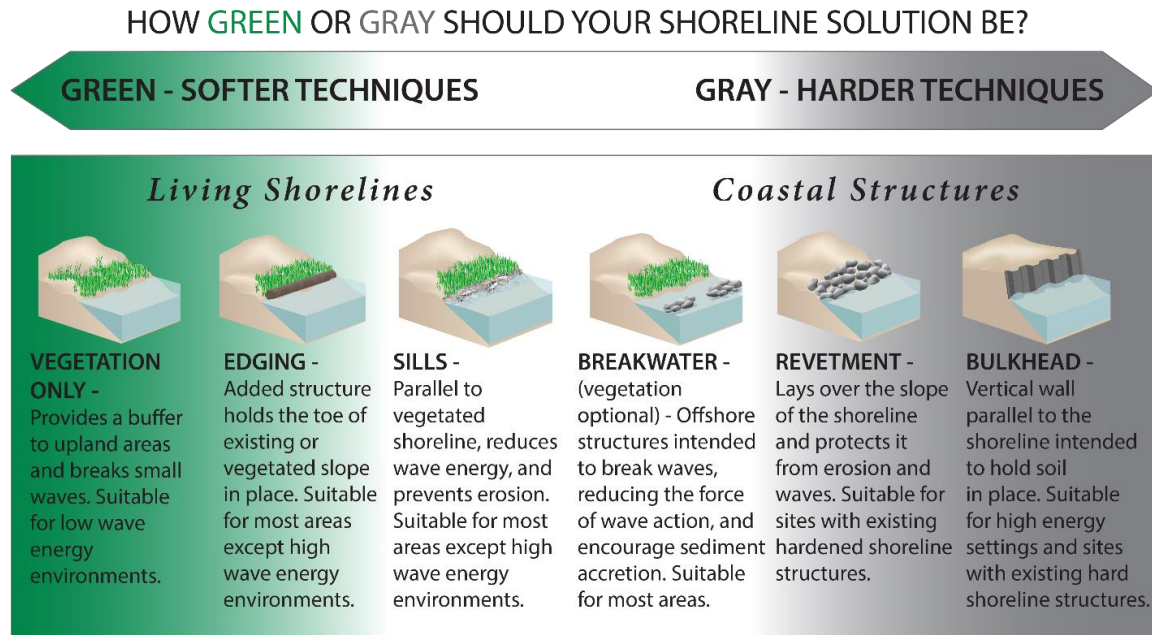 HOW GREEN OR GRAY SHOULD YOUR SHORELINE SOLUTION BE?
GREEN - SOFTER TECHNIQUES
GRAY - HARDER TECHNIQUES
Living Shorelines
Coastal Structures
VEGETATION
ONLY -
Provides a buffer
to upland areas
and breaks small
waves. Suitable
for low wave
energy
environments.
EDGING -
Added structure
holds the toe of
existing or
vegetated slope
in place. Suitable
for most areas
except high
wave energy
environments.
SILLS -
Parallel to
vegetated
shoreline, reduces
wave energy, and
prevents erosion.
Suitable for most
areas except high
wave energy
environments.
BREAKWATER -
(vegetation
optional) - Offshore
structures intended
to break waves,
reducing the force
of wave action, and
encourage sediment
accretion. Suitable
for most areas.
REVETMENT -
Lays over the slope
of the shoreline
and protects it
from erosion and
waves. Suitable for
sites with existing
hardened shoreline
structures.
BULKHEAD -
Vertical wall
parallel to the
shoreline intended
to hold soil
in place. Suitable
for high energy
settings and sites
with existing hard
shoreline structures.